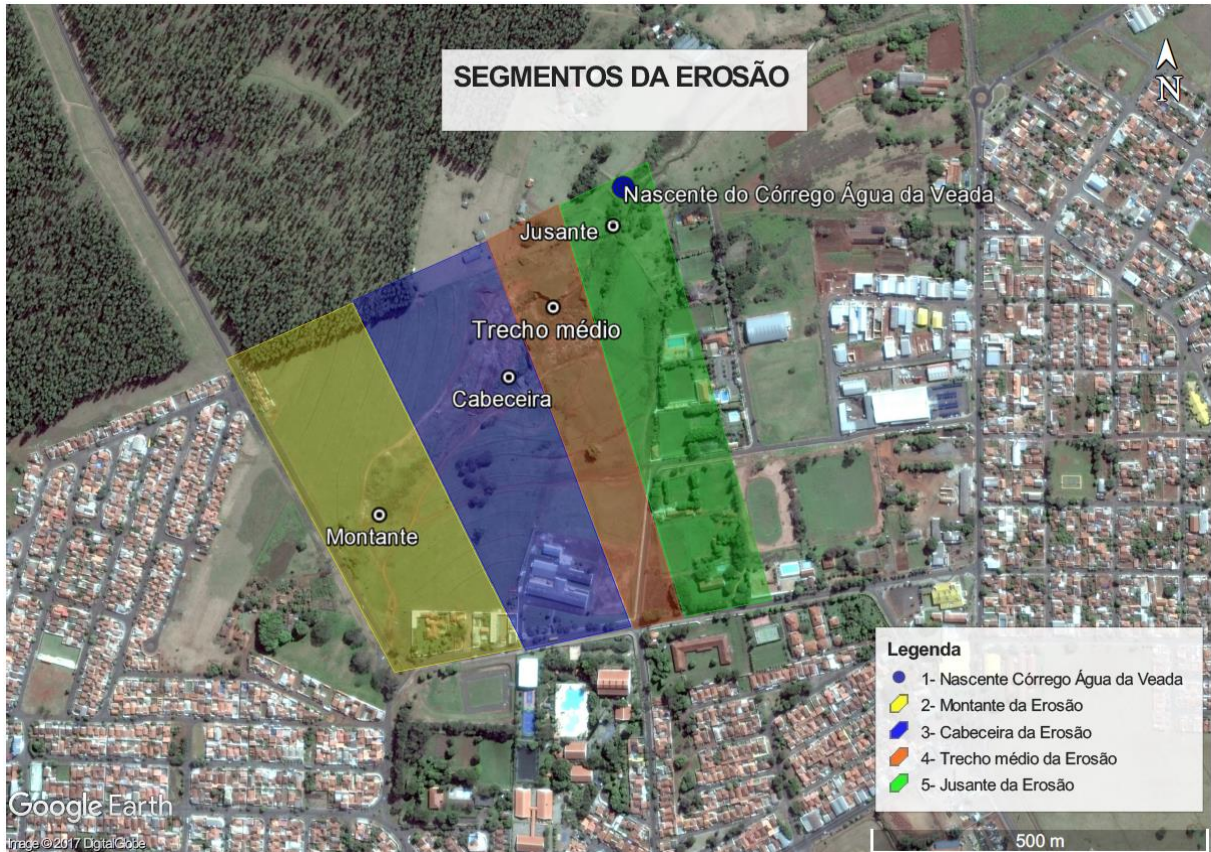 SEGMENTOS DA EROSÃO
N
Nascente do Córrego Água da Veada
Jusante
Trecho médio
Cabeceira
Montante
Legenda
1- Nascente Córrego Água da Veada
2- Montante da Erosão
3- Cabeceira da Erosão
4- Trecho médio da Erosão
5- Jusante da Erosão
Google Earth
Image © 2017 DigitalGlobe
500 m